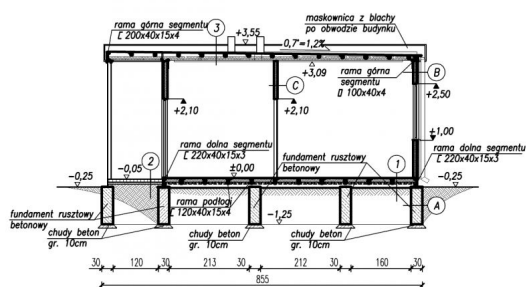 rama górna segmentu
[ 200x40x15x4
3
+3,55
maskownica z blachy
po obwodzie budynku
0,7°=1,2%
+3,09
rama górna
segmentu
[] 100x40x4
B
+2,50
C
+2,10
+2,10
±1,00
rama dolna segmentu
[ 220x40x15x3
rama dolna segmentu
[ 220x40x15x3
±0,00
fundament rusztowy
betonowy
1
2
-0,05
-0,25
-0,25
rama podłogi
[ 120x40x15x4
A
fundament rusztowy
betonowy
-1,25
chudy beton
gr. 10cm
chudy beton
gr. 10cm
chudy beton
gr. 10cm
30 120 30 213 30 212 30 160 30
855